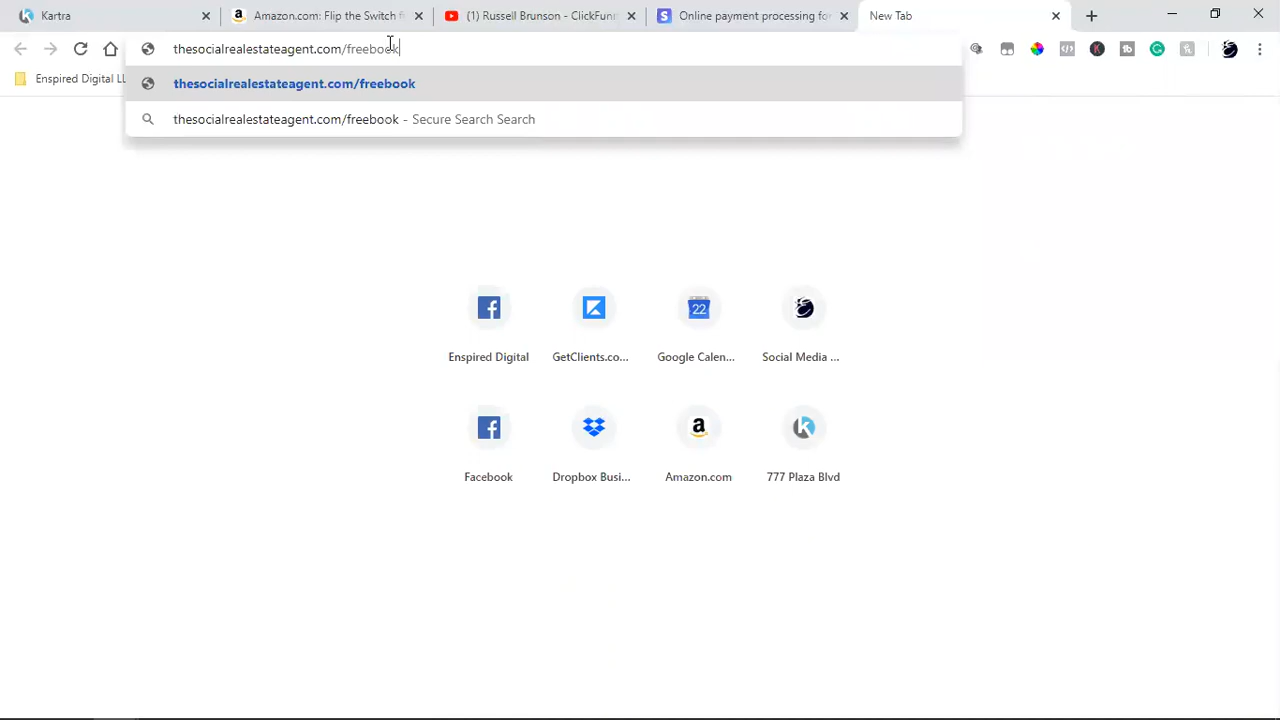 Kartra
Amazon.com: Flip the Switch f
(1) Russell Brunson - ClickFunn
Online payment processing for
New Tab
thesocialrealestateagent.com/freebook
Enspired Digital LL
thesocialrealestateagent.com/freebook
thesocialrealestateagent.com/freebook - Secure Search Search
22
Enspired Digital
GetClients.co...
Google Calen...
Social Media ...
Facebook
Dropbox Busi...
Amazon.com
777 Plaza Blvd